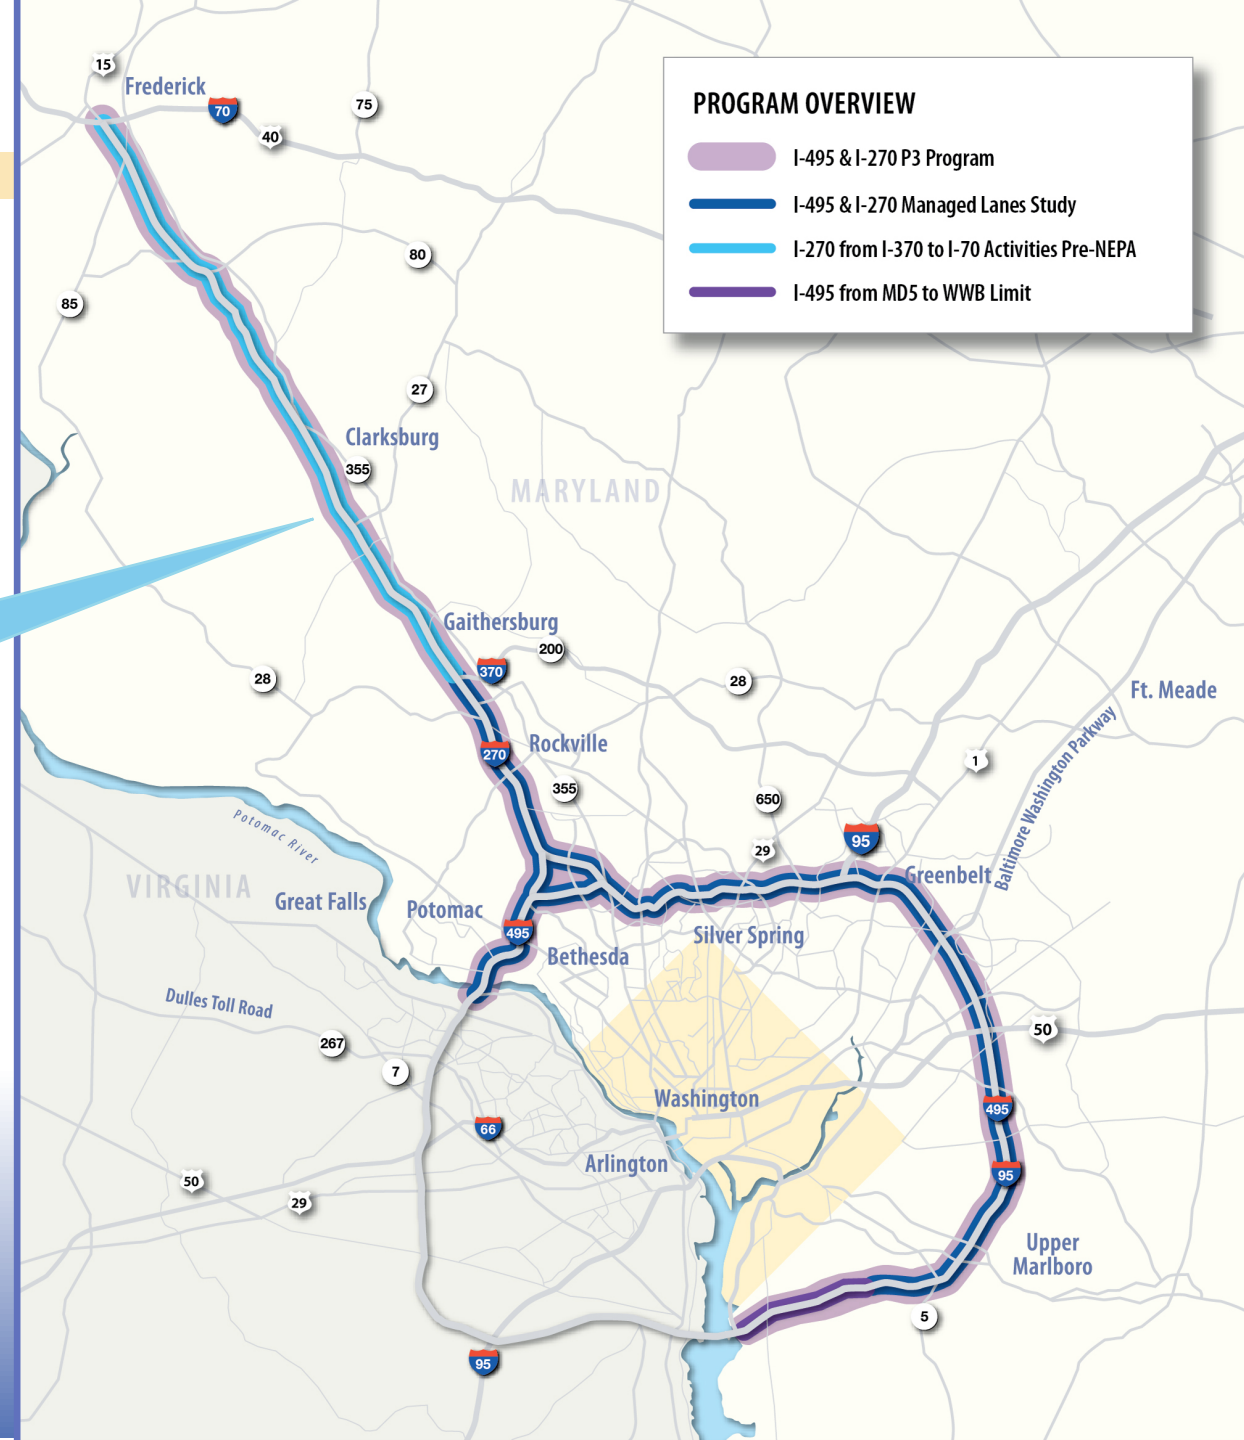 15
Frederick
70
75
40
PROGRAM OVERVIEW
I-495 & I-270 P3 Program
I-495 & I-270 Managed Lanes Study
I-270 from I-370 to I-70 Activities Pre-NEPA
I-495 from MD5 to WWB Limit
80
85
27
Clarksburg
355
MARYLAND
Gaithersburg
200
370
28
28
Ft. Meade
Rockville
270
1
Baltimore Washington Parkway
355
650
Potomac River
29
95
VIRGINIA
Great Falls
Greenbelt
Potomac
495
Silver Spring
Bethesda
Dulles Toll Road
267
50
7
Washington
495
66
Arlington
95
50
29
Upper
Marlboro
5
95